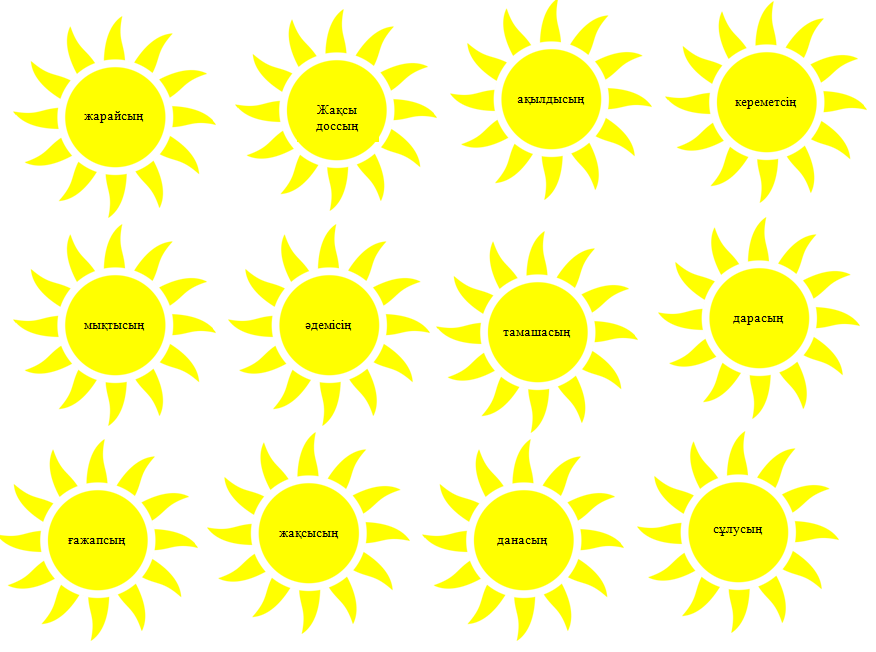 жарайсың
Жақсы
доссың
ақылдысың
кереметсің
мықтысың
әдемісің
тамашасың
дарасың
ғажапсың
жақсысың
данасың
сұлусың